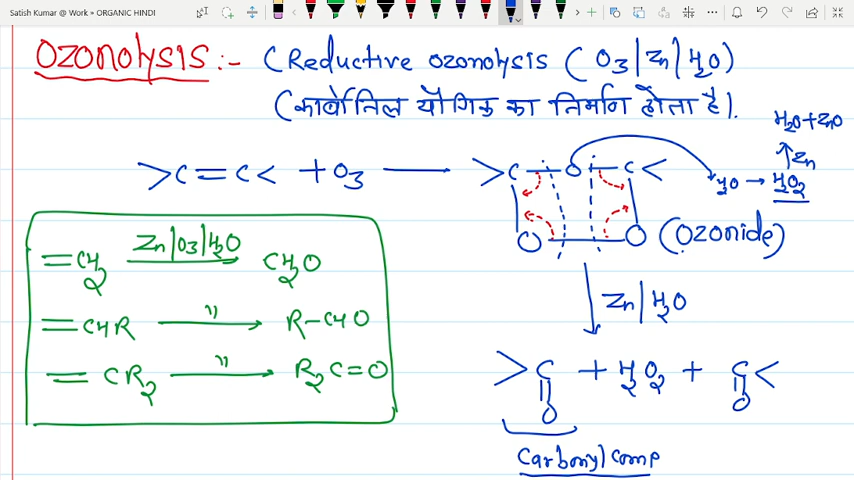 Satish Kumar @ Work » ORGANIC HINDI
Ozonolysis :- (Reductive ozonolysis (O3|Zn|H2O)
(कार्बोनिल यौगिक का निर्माण होता है).
H2O+ZnO
↑Zn
>C=C< + O3 —— >C—O—C< H2O → H2O2
O—O (Ozonide)
Zn|H2O
=CH2 Zn|O3|H2O CH2O
=CHR —"→ R-CHO
=CR2 —"→ R2C=O
>C=O + H2O2 + C=O<
Carbonyl comp